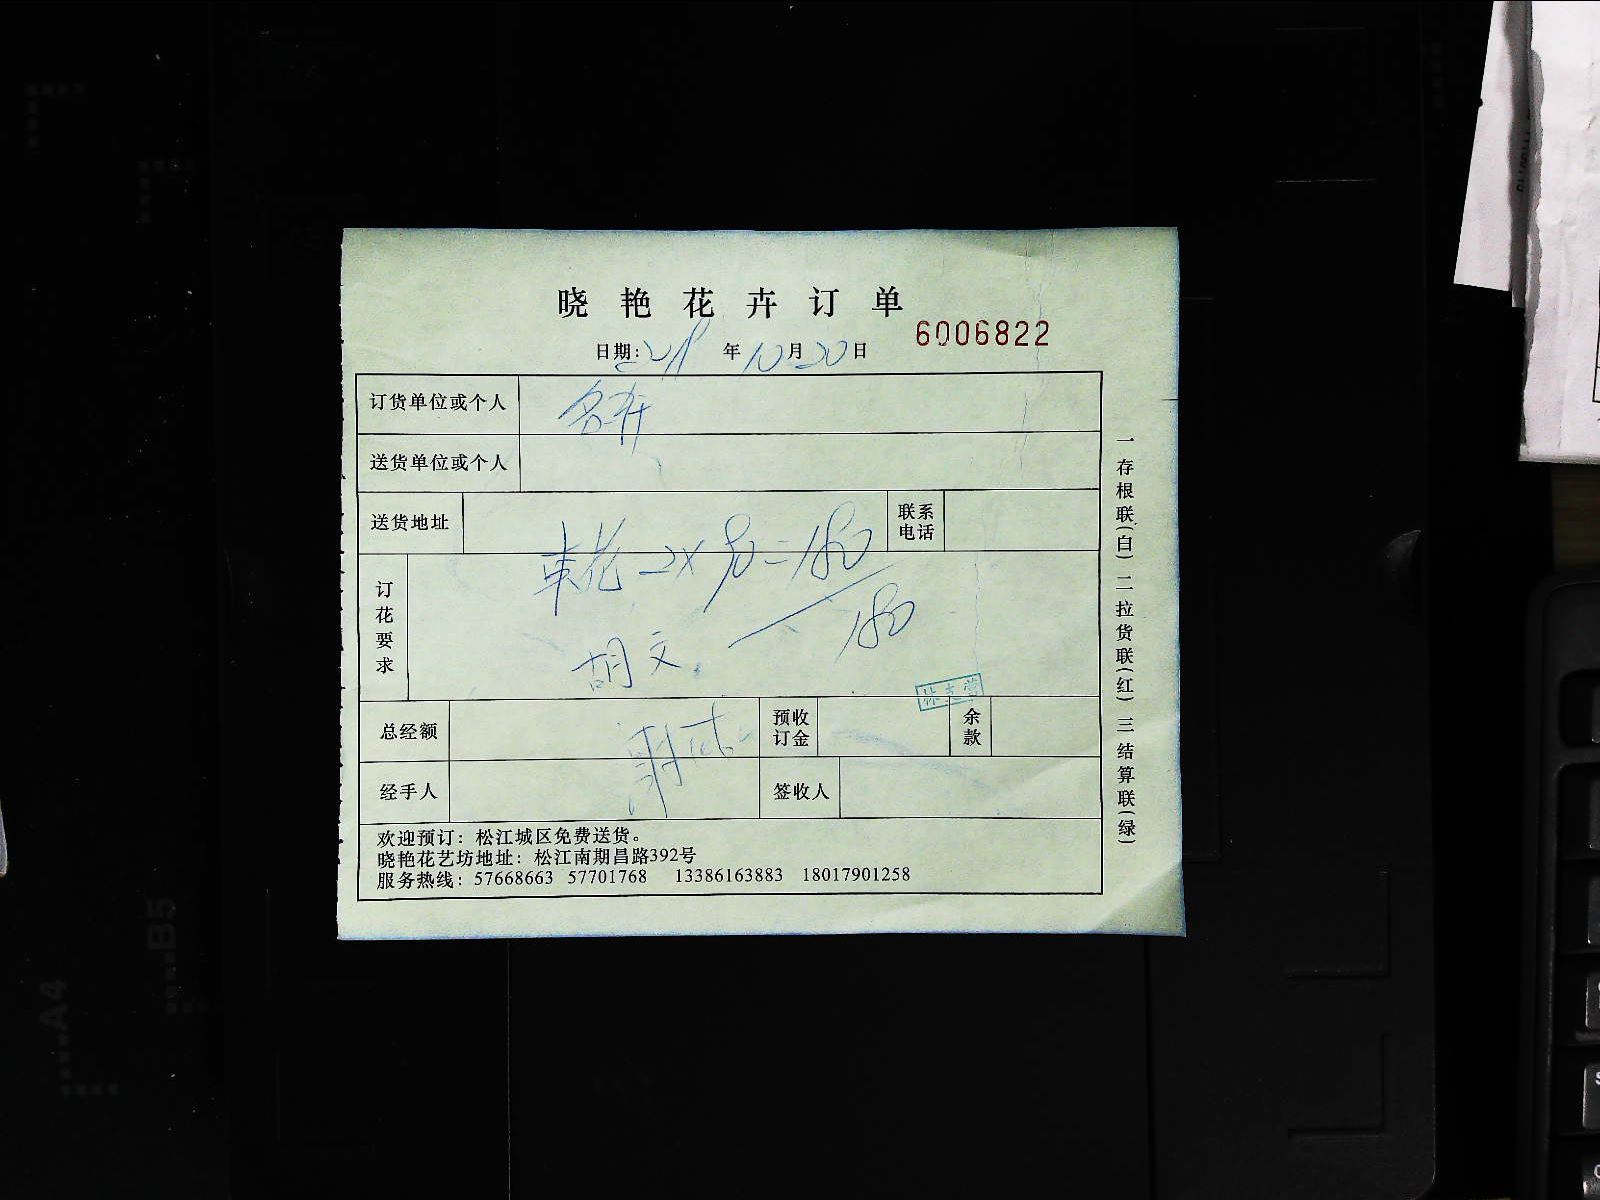 晓艳花卉订单
6006822
日期: 年10月20日
订货单位或个人
送货单位或个人
送货地址
联系电话
订花要求
束花 2×90=180
180
胡文
总经额
预收订金
余款
经手人
签收人
欢迎预订：松江城区免费送货。
晓艳花艺坊地址：松江南期昌路392号
服务热线：57668663 57701768 13386163883 18017901258
一存根联(白) 二拉货联(红) 三结算联(绿)
A4
B5